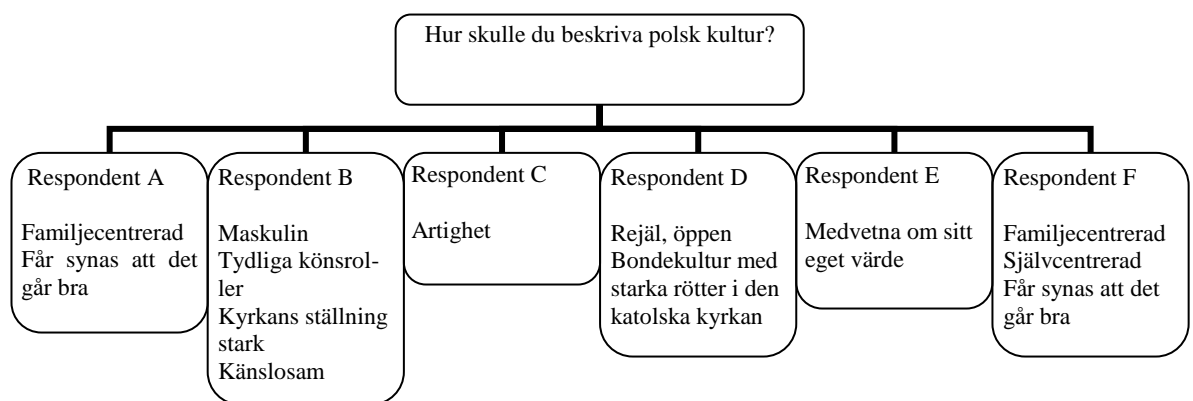 Hur skulle du beskriva polsk kultur?
Respondent A
Familjecentrerad
Får synas att det
går bra
Respondent B
Maskulin
Tydliga könsrol-
ler
Kyrkans ställning
stark
Känslosam
Respondent C
Artighet
Respondent D
Rejäl, öppen
Bondekultur med
starka rötter i den
katolska kyrkan
Respondent E
Medvetna om sitt
eget värde
Respondent F
Familjecentrerad
Självcentrerad
Får synas att det
går bra